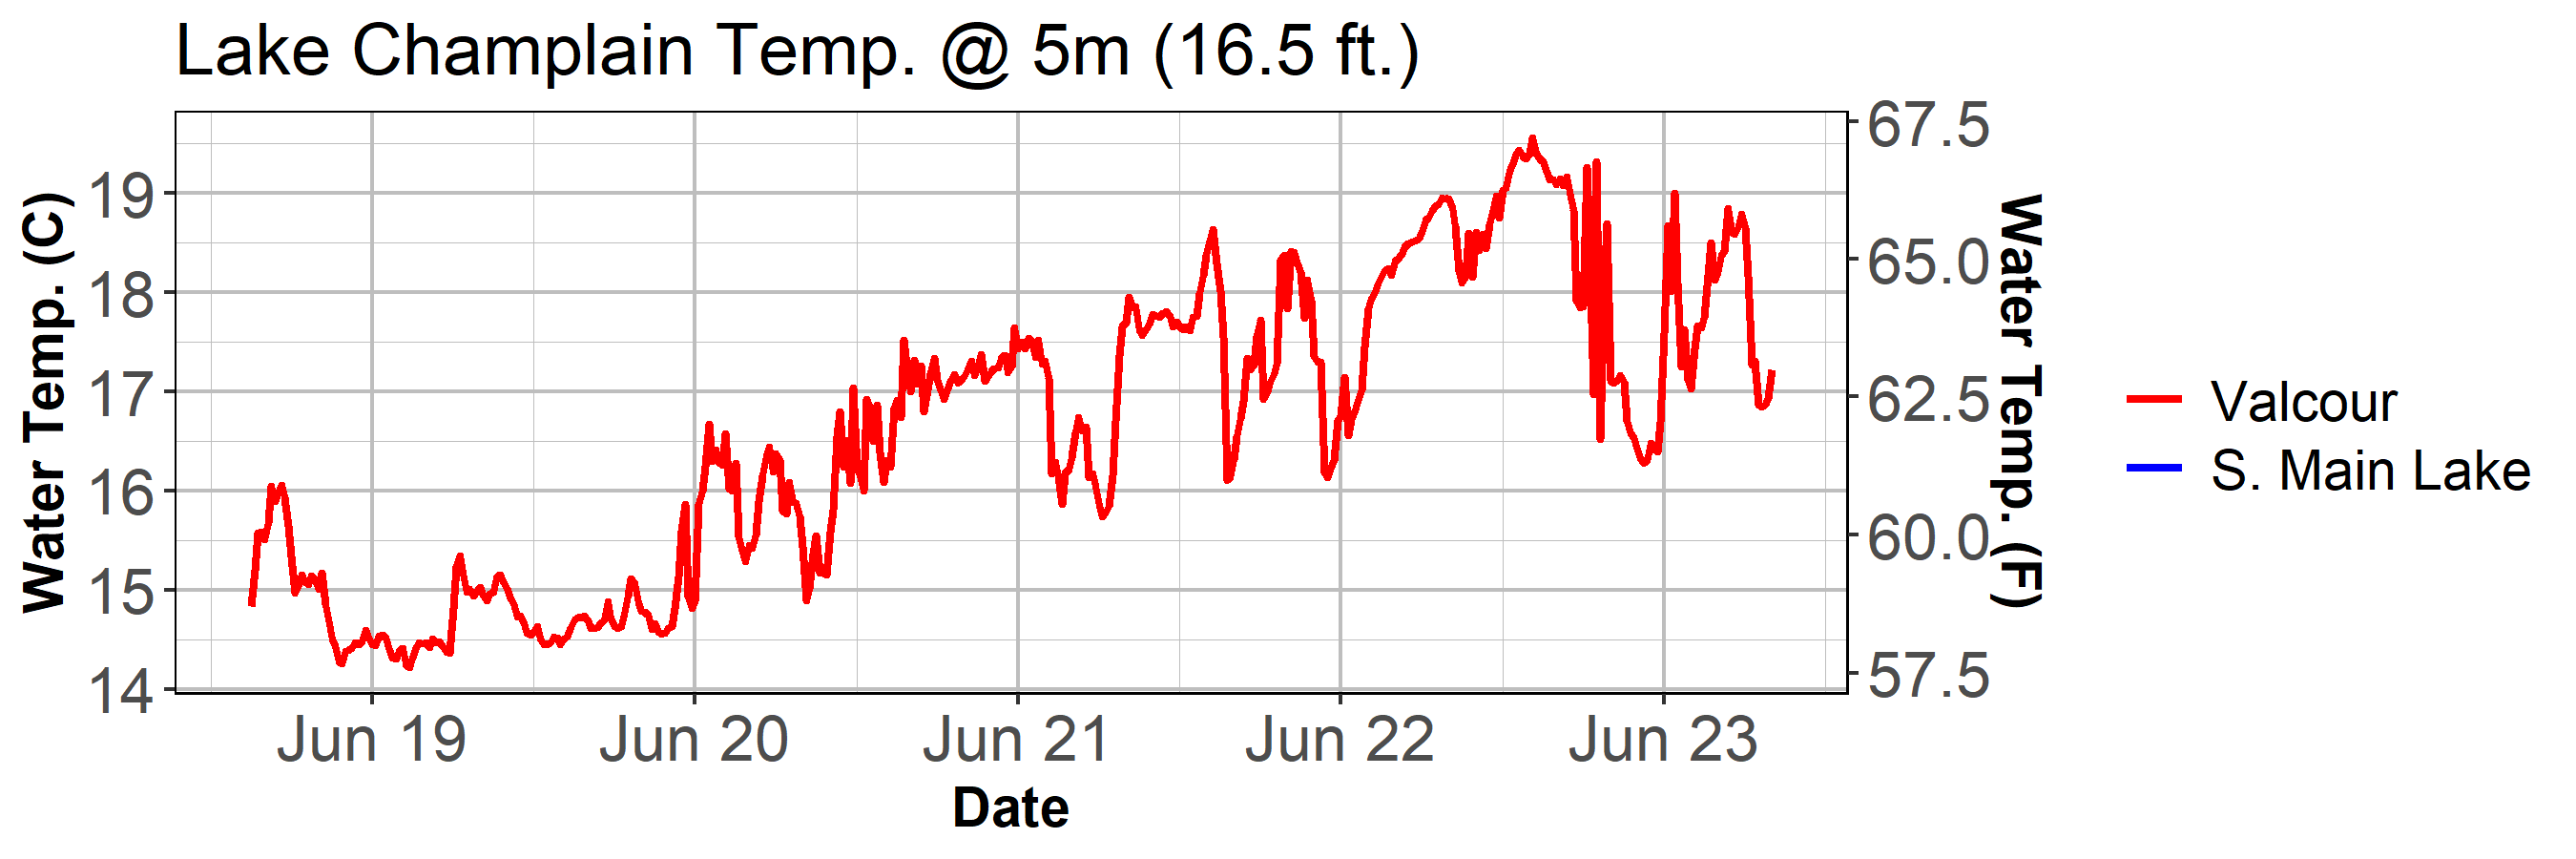 Lake Champlain Temp. @ 5m (16.5 ft.)
Water Temp. (C)
19
18
17
16
15
14
67.5
65.0
62.5
60.0
57.5
Water Temp. (F)
Jun 19
Jun 20
Jun 21
Jun 22
Jun 23
Date
Valcour
S. Main Lake